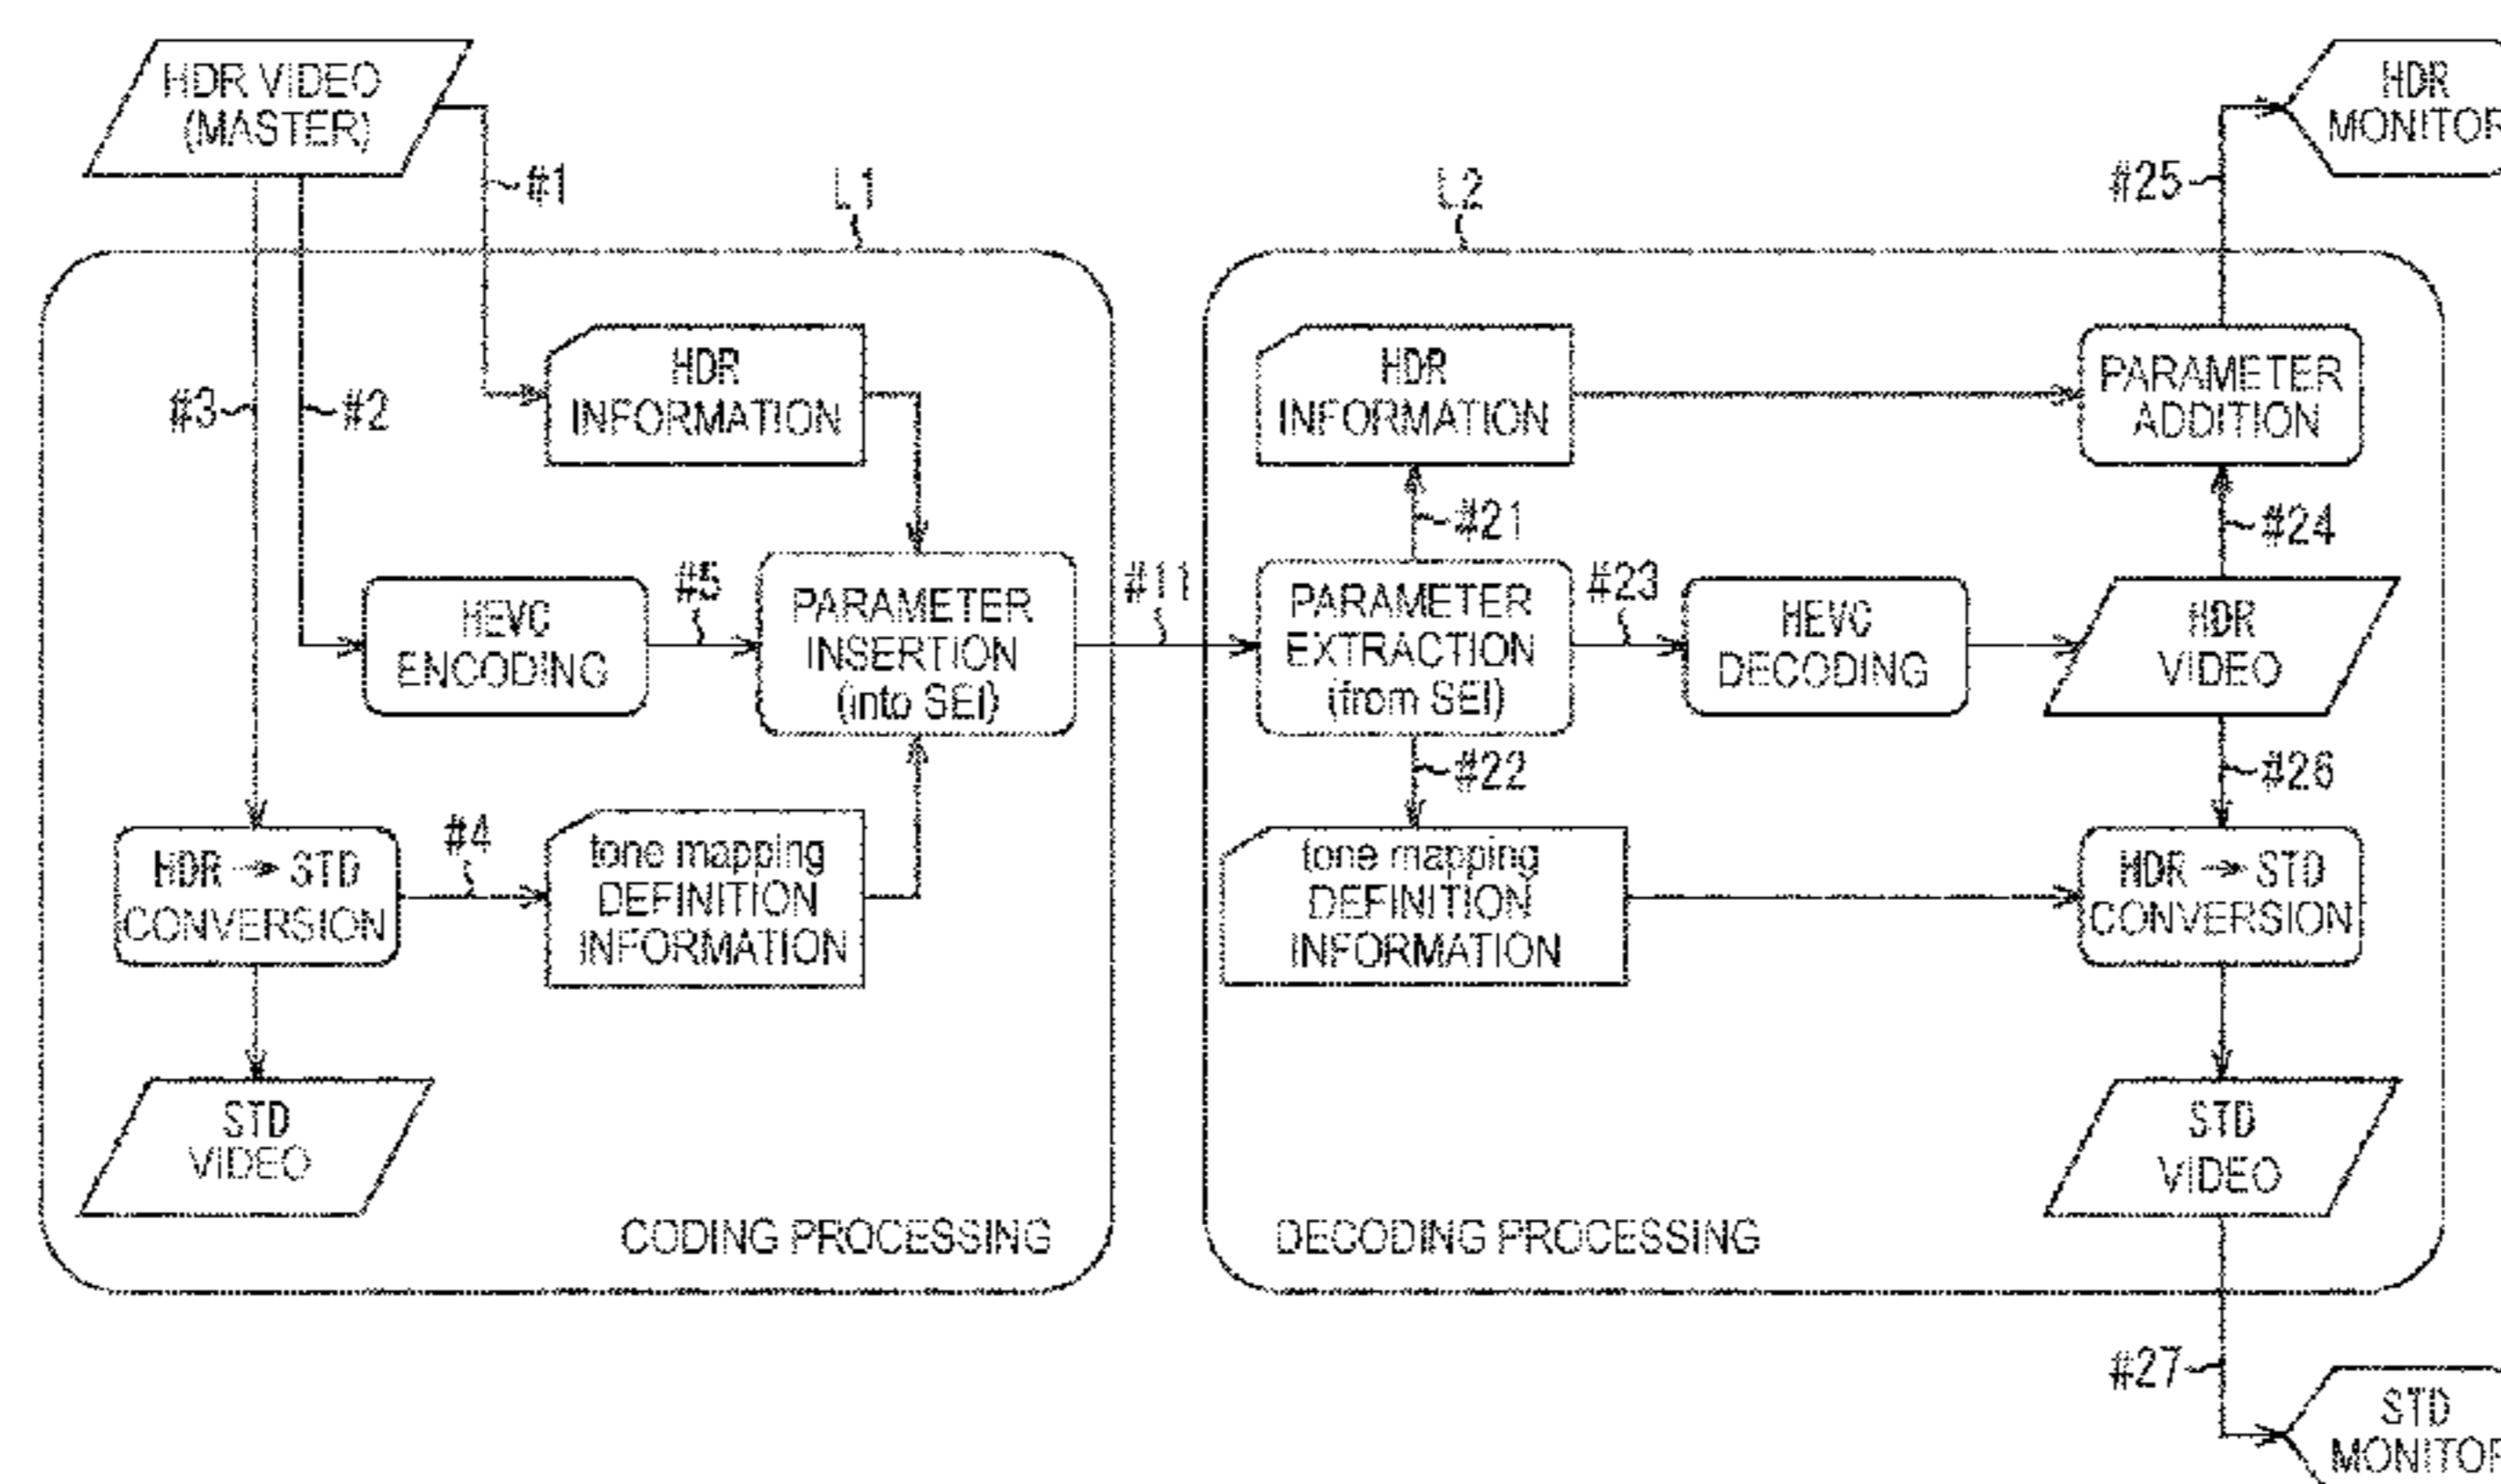 HDR VIDEO
(MASTER)
#1
L1
L2
#25
HDR
MONITOR
#3
#2
HDR
INFORMATION
HDR
INFORMATION
PARAMETER
ADDITION
#21
#24
HEVC
ENCODING
#5
PARAMETER
INSERTION
(into SEI)
#11
PARAMETER
EXTRACTION
(from SEI)
#23
HEVC
DECODING
HDR
VIDEO
#22
#26
HDR → STD
CONVERSION
#4
tone mapping
DEFINITION
INFORMATION
tone mapping
DEFINITION
INFORMATION
HDR → STD
CONVERSION
STD
VIDEO
STD
VIDEO
CODING PROCESSING
DECODING PROCESSING
#27
STD
MONITOR